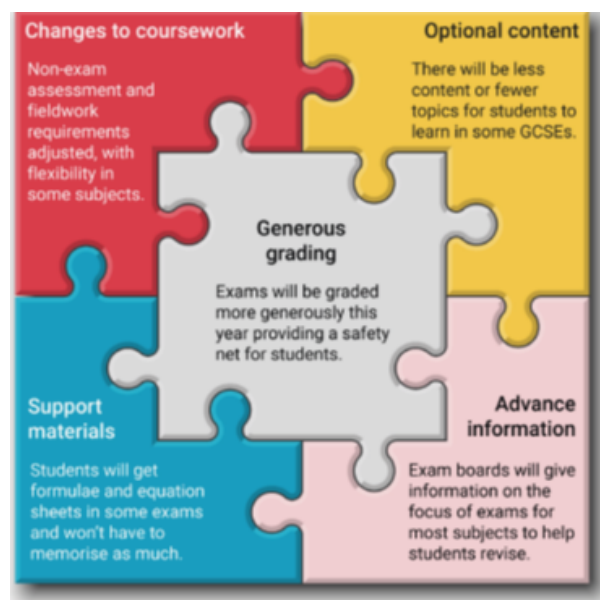 Changes to coursework
Non-exam
assessment and
fieldwork
requirements
adjusted, with
flexibility in
some subjects.
Optional content
There will be less
content or fewer
topics for students to
learn in some GCSEs.
Generous
grading
Exams will be graded
more generously this
year providing a safety
net for students.
Support
materials
Students will get
formulae and equation
sheets in some exams
and won't have to
memorise as much.
Advance
information
Exam boards will give
information on the
focus of exams for
most subjects to help
students revise.